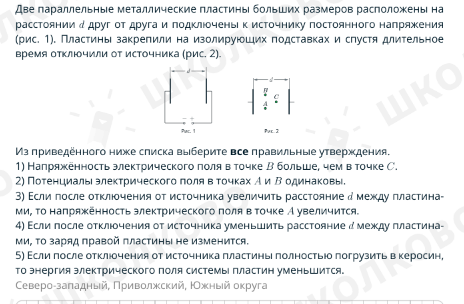 Две параллельные металлические пластины больших размеров расположены на
расстоянии d друг от друга и подключены к источнику постоянного напряжения
(рис. 1). Пластины закрепили на изолирующих подставках и спустя длительное
время отключили от источника (рис. 2).
d
d
B
C
A
Рис. 1
Рис. 2
Из приведённого ниже списка выберите все правильные утверждения.
1) Напряжённость электрического поля в точке B больше, чем в точке C.
2) Потенциалы электрического поля в точках A и B одинаковы.
3) Если после отключения от источника увеличить расстояние d между пластина-
ми, то напряжённость электрического поля в точке A увеличится.
4) Если после отключения от источника уменьшить расстояние d между пластина-
ми, то заряд правой пластины не изменится.
5) Если после отключения от источника пластины полностью погрузить в керосин,
то энергия электрического поля системы пластин уменьшится.
Северо-западный, Приволжский, Южный округа